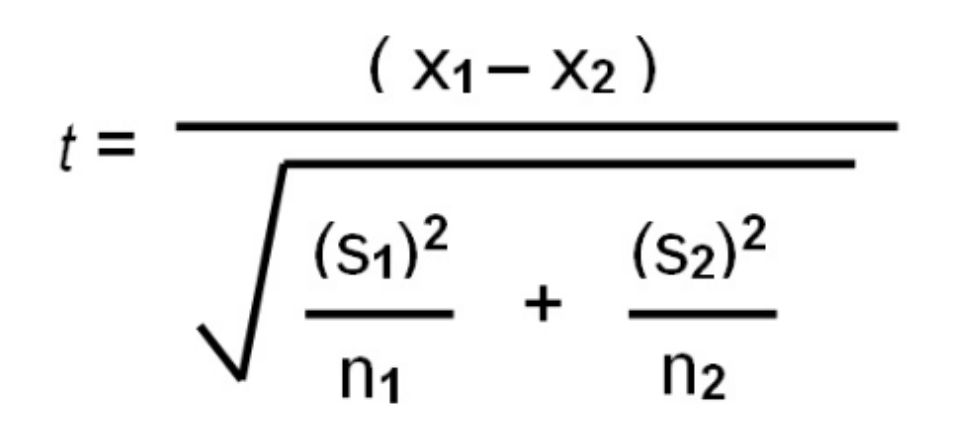 ( x₁ – x₂ )
t =
(s₁)² + (s₂)²
n₁ n₂